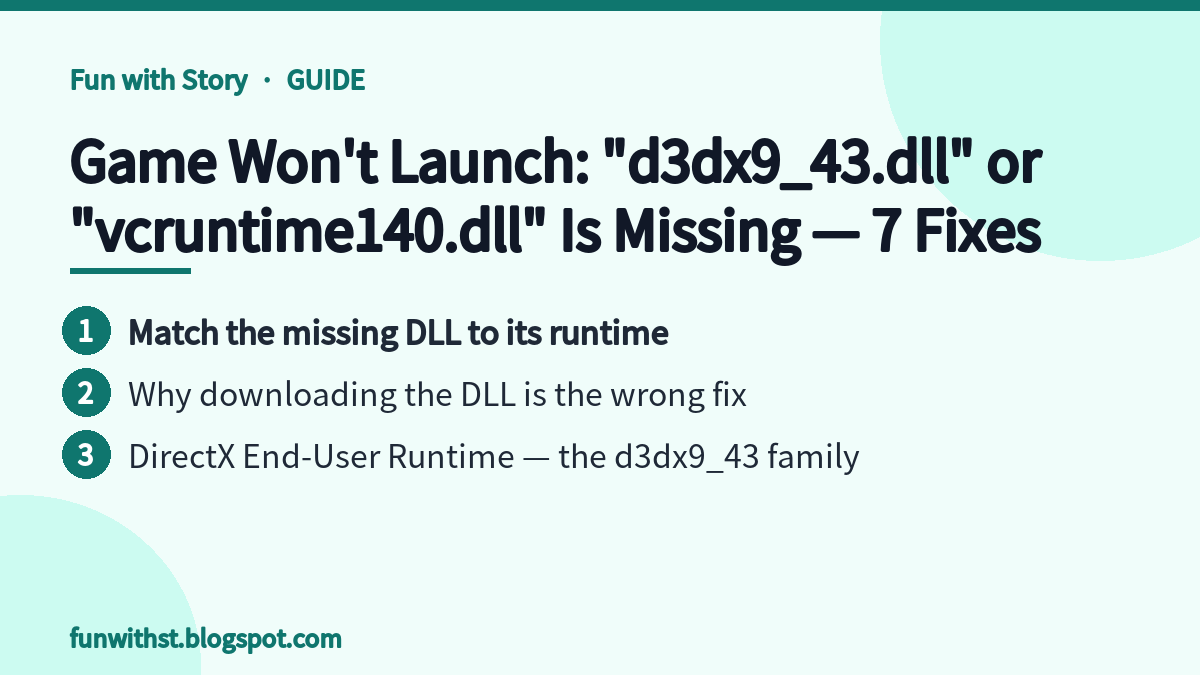 Fun with Story · GUIDE
Game Won't Launch: "d3dx9_43.dll" or
"vcruntime140.dll" Is Missing — 7 Fixes
1 Match the missing DLL to its runtime
2 Why downloading the DLL is the wrong fix
3 DirectX End-User Runtime — the d3dx9_43 family
funwithst.blogspot.com